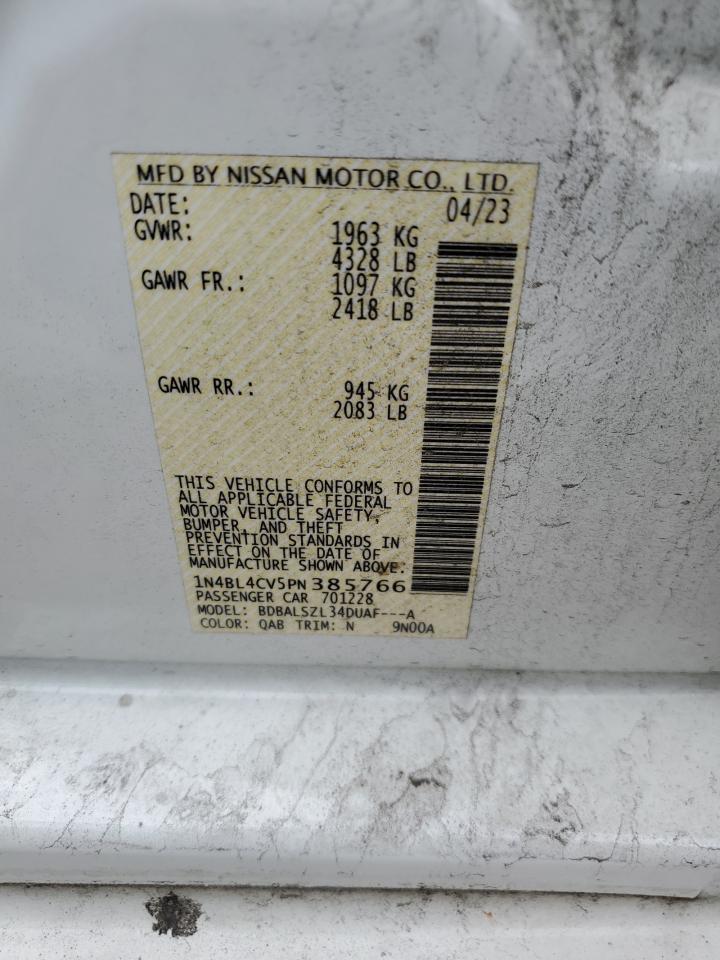 MFD BY NISSAN MOTOR CO., LTD.
DATE: 04/23
GVWR: 1963 KG
4328 LB
GAWR FR.: 1097 KG
2418 LB
GAWR RR.: 945 KG
2083 LB
THIS VEHICLE CONFORMS TO
ALL APPLICABLE FEDERAL
MOTOR VEHICLE SAFETY,
BUMPER, AND THEFT
PREVENTION STANDARDS IN
EFFECT ON THE DATE OF
MANUFACTURE SHOWN ABOVE:
1N4BL4CV5PN385766
PASSENGER CAR 701228
MODEL: BDBALSZL34DUAF---A
COLOR: QAB TRIM: N 9N00A